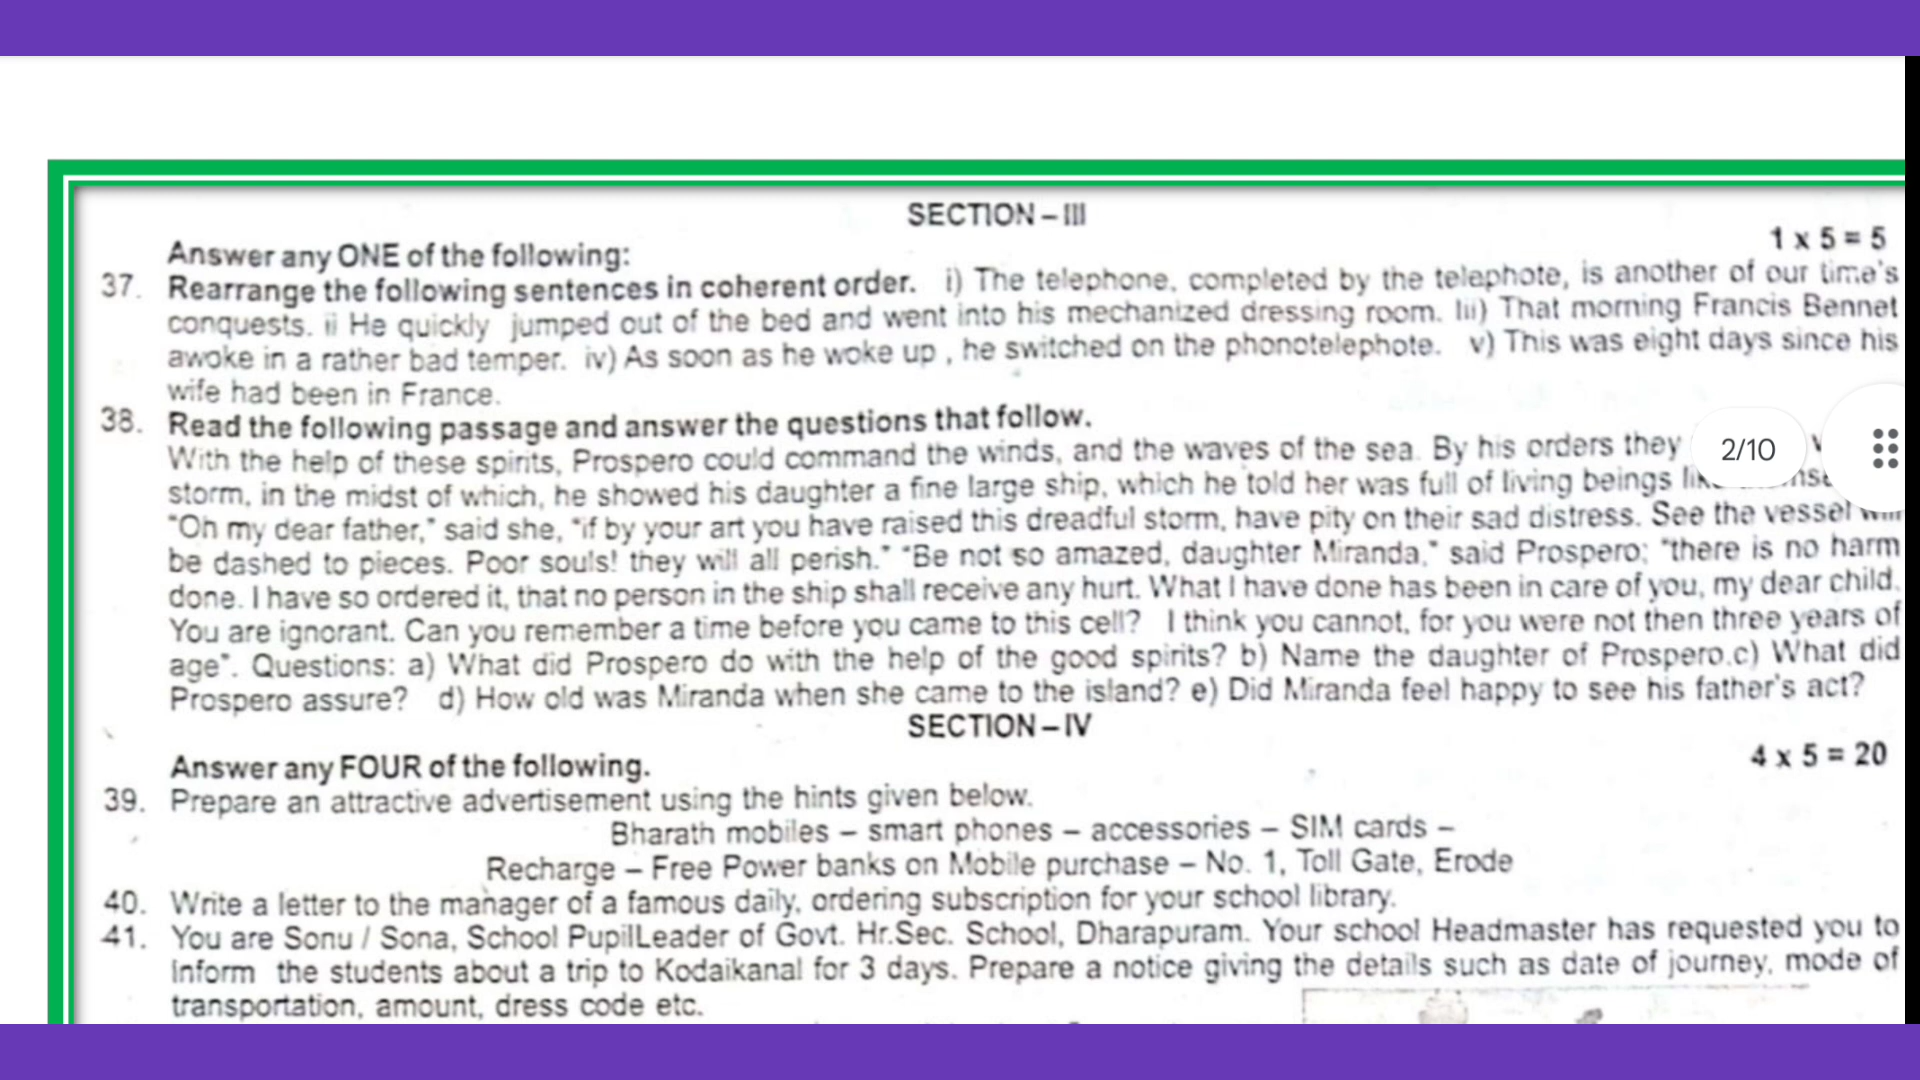 SECTION – III
1 x 5 = 5
Answer any ONE of the following:
37. Rearrange the following sentences in coherent order. i) The telephone, completed by the telephote, is another of our time's
conquests. ii He quickly jumped out of the bed and went into his mechanized dressing room. Iii) That morning Francis Bennet
awoke in a rather bad temper. iv) As soon as he woke up , he switched on the phonotelephote. v) This was eight days since his
wife had been in France.
38. Read the following passage and answer the questions that follow.
With the help of these spirits, Prospero could command the winds, and the waves of the sea. By his orders they
storm, in the midst of which, he showed his daughter a fine large ship, which he told her was full of living beings
"Oh my dear father," said she, "if by your art you have raised this dreadful storm, have pity on their sad distress. See the vessel will
be dashed to pieces. Poor souls! they will all perish." "Be not so amazed, daughter Miranda," said Prospero; "there is no harm
done. I have so ordered it, that no person in the ship shall receive any hurt. What I have done has been in care of you, my dear child.
You are ignorant. Can you remember a time before you came to this cell? I think you cannot, for you were not then three years of
age". Questions: a) What did Prospero do with the help of the good spirits? b) Name the daughter of Prospero.c) What did
Prospero assure? d) How old was Miranda when she came to the island? e) Did Miranda feel happy to see his father's act?
2/10
SECTION – IV
4 x 5 = 20
Answer any FOUR of the following.
39. Prepare an attractive advertisement using the hints given below.
Bharath mobiles – smart phones – accessories – SIM cards –
Recharge – Free Power banks on Mobile purchase – No. 1, Toll Gate, Erode
40. Write a letter to the manager of a famous daily, ordering subscription for your school library.
41. You are Sonu / Sona, School PupilLeader of Govt. Hr.Sec. School, Dharapuram. Your school Headmaster has requested you to
Inform the students about a trip to Kodaikanal for 3 days. Prepare a notice giving the details such as date of journey, mode of
transportation, amount, dress code etc.